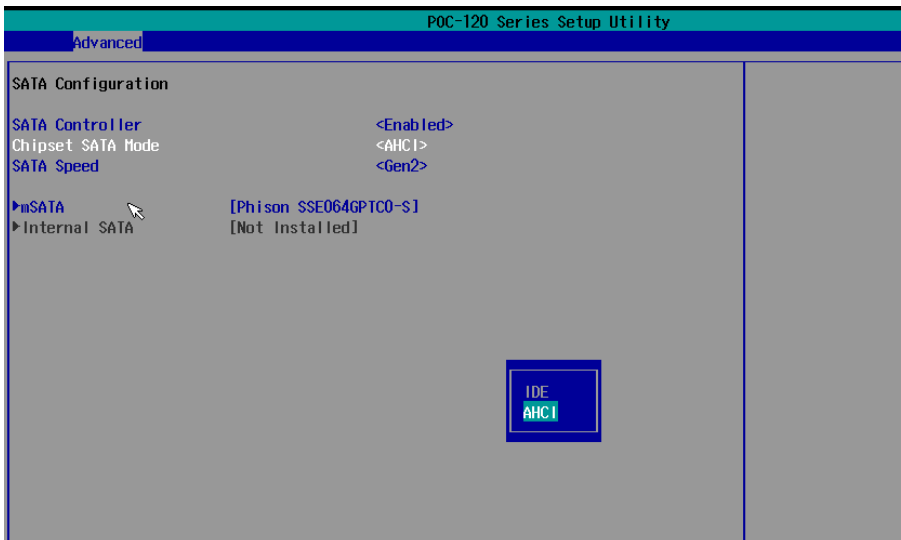 POC-120 Series Setup Utility
Advanced
SATA Configuration
SATA Controller <Enabled>
Chipset SATA Mode <AHCI>
SATA Speed <Gen2>
▶mSATA [Phison SSE064GPTC0-S]
▶Internal SATA [Not Installed]
IDE
AHCI